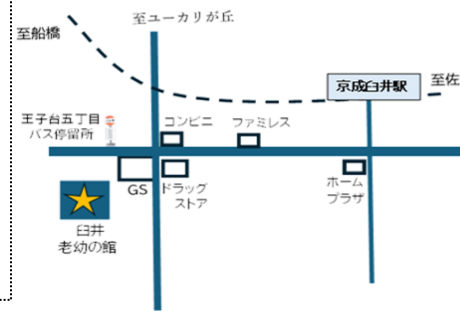 至ユーカリが丘
至船橋
京成臼井駅
至佐
王子台五丁目
バス停留所
コンビニ
ファミレス
GS
ドラッグ
ストア
ホーム
プラザ
臼井
老幼の館